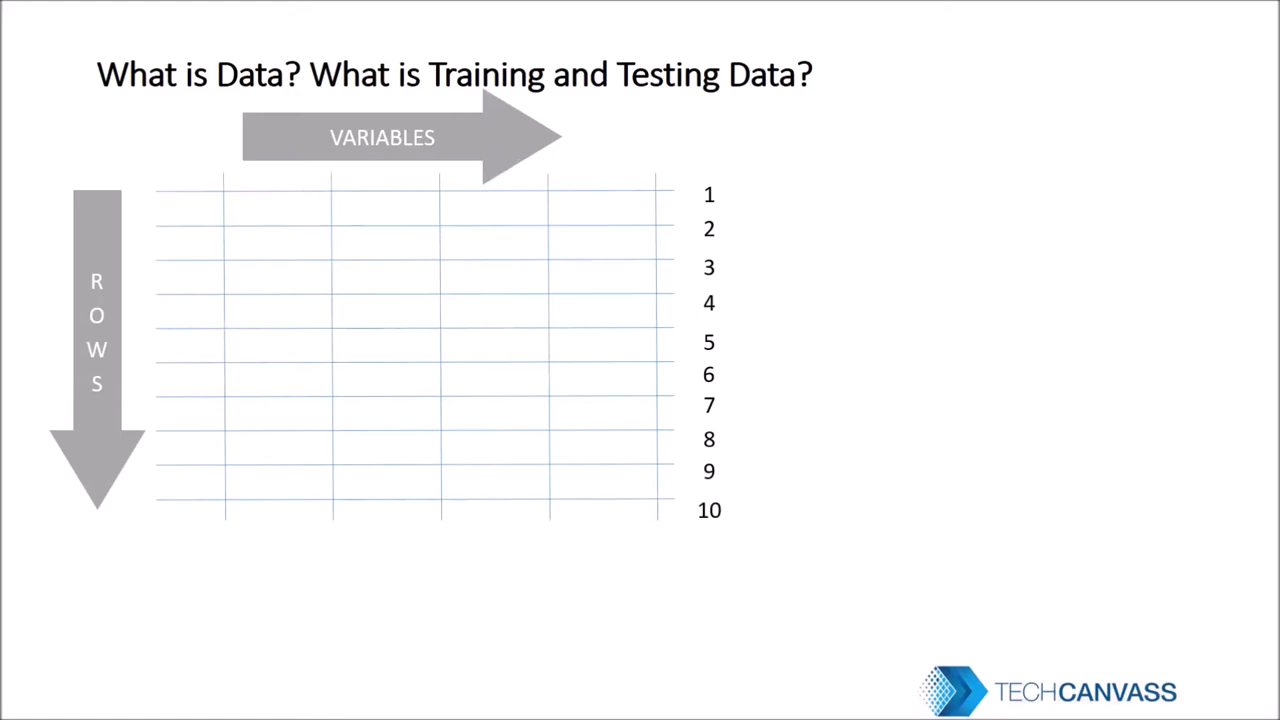 What is Data? What is Training and Testing Data?
VARIABLES
R
O
W
S
1
2
3
4
5
6
7
8
9
10
TECHCANVASS